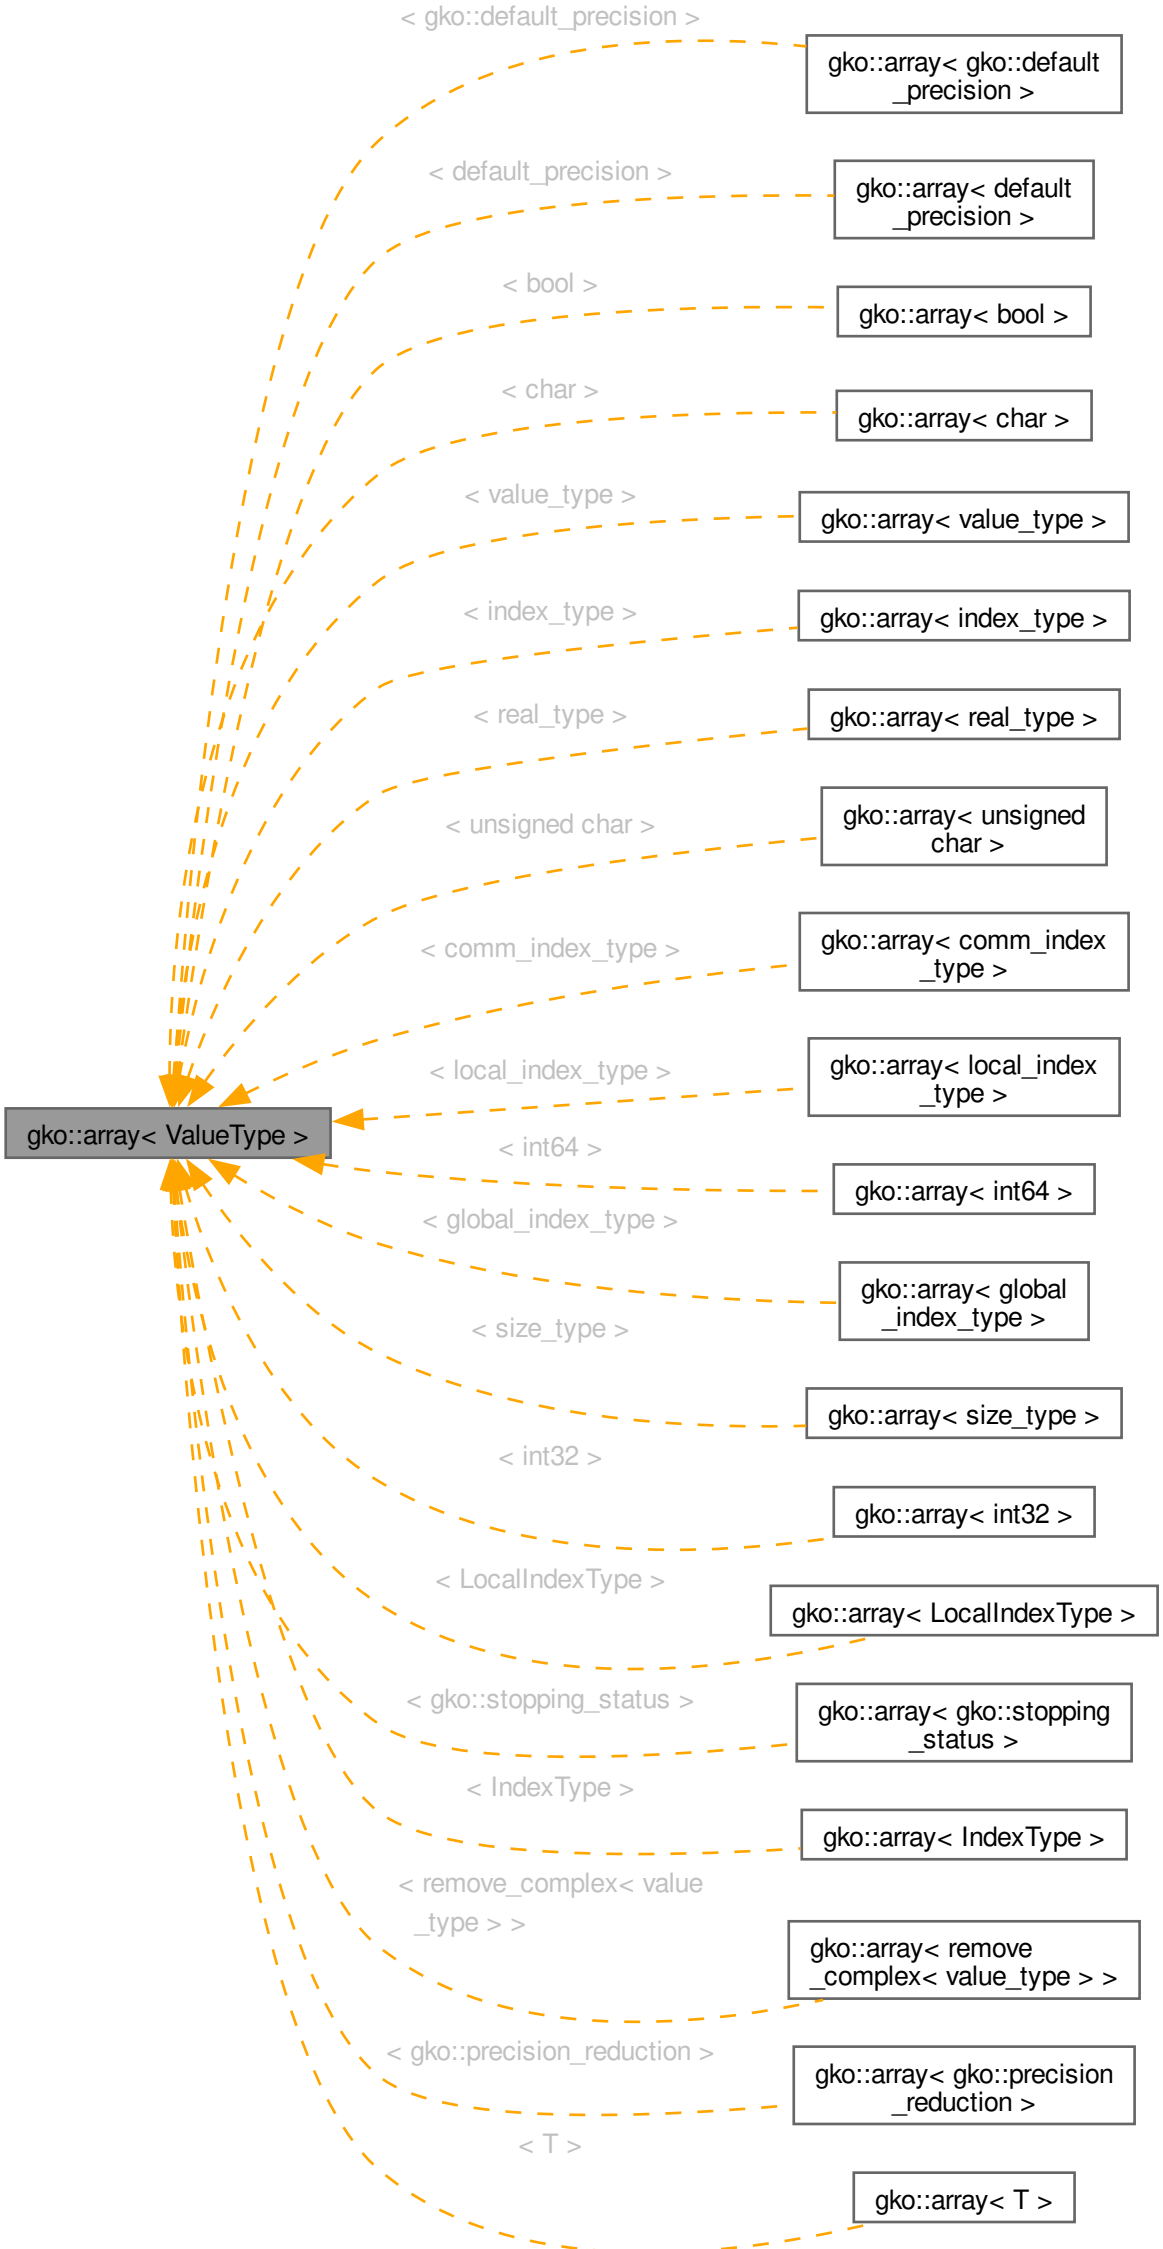 < gko::default_precision >
gko::array< gko::default
_precision >
< default_precision >
gko::array< default
_precision >
< bool >
gko::array< bool >
< char >
gko::array< char >
< value_type >
gko::array< value_type >
< index_type >
gko::array< index_type >
< real_type >
gko::array< real_type >
< unsigned char >
gko::array< unsigned
char >
< comm_index_type >
gko::array< comm_index
_type >
< local_index_type >
gko::array< local_index
_type >
gko::array< ValueType >
< int64 >
gko::array< int64 >
< global_index_type >
gko::array< global
_index_type >
< size_type >
gko::array< size_type >
< int32 >
gko::array< int32 >
< LocalIndexType >
gko::array< LocalIndexType >
< gko::stopping_status >
gko::array< gko::stopping
_status >
< IndexType >
gko::array< IndexType >
< remove_complex< value
_type > >
gko::array< remove
_complex< value_type > >
< gko::precision_reduction >
gko::array< gko::precision
_reduction >
< T >
gko::array< T >